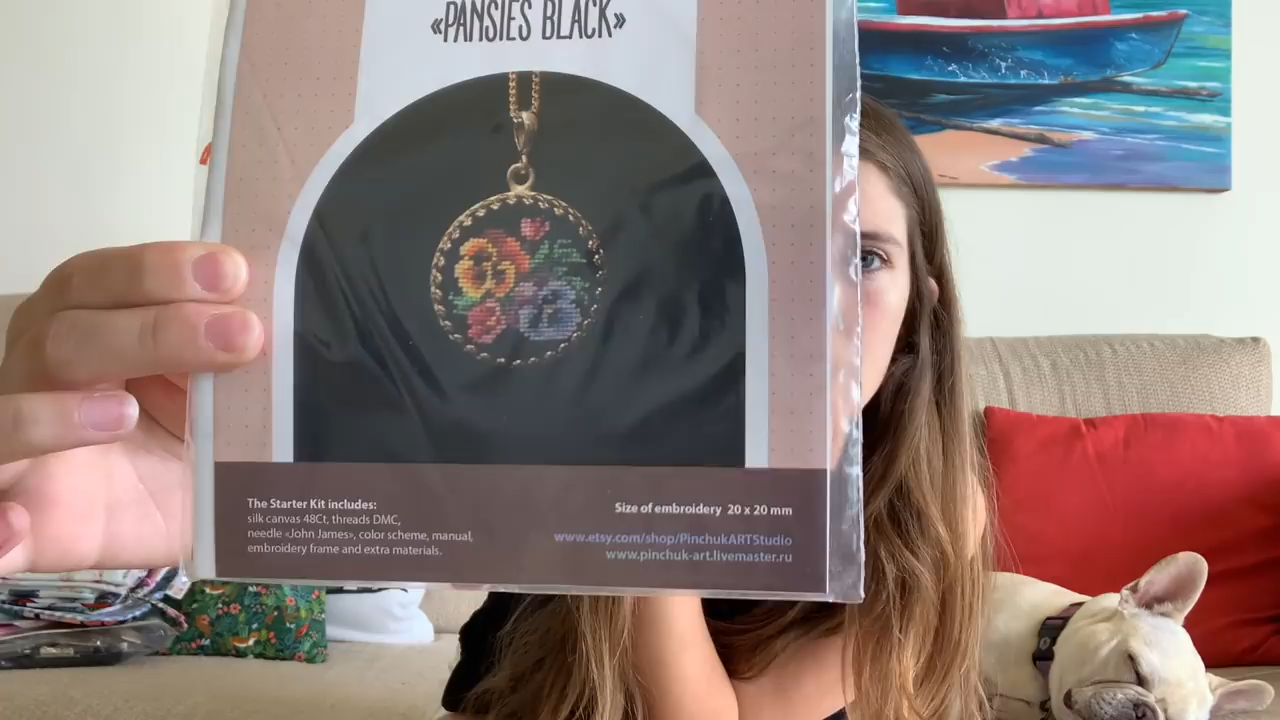 «PANSIES BLACK»
The Starter Kit includes:
silk canvas 48Ct, threads DMC,
needle «John James», color scheme, manual,
embroidery frame and extra materials.
Size of embroidery 20 x 20 mm
www.etsy.com/shop/PinchukARTStudio
www.pinchuk-art.livemaster.ru